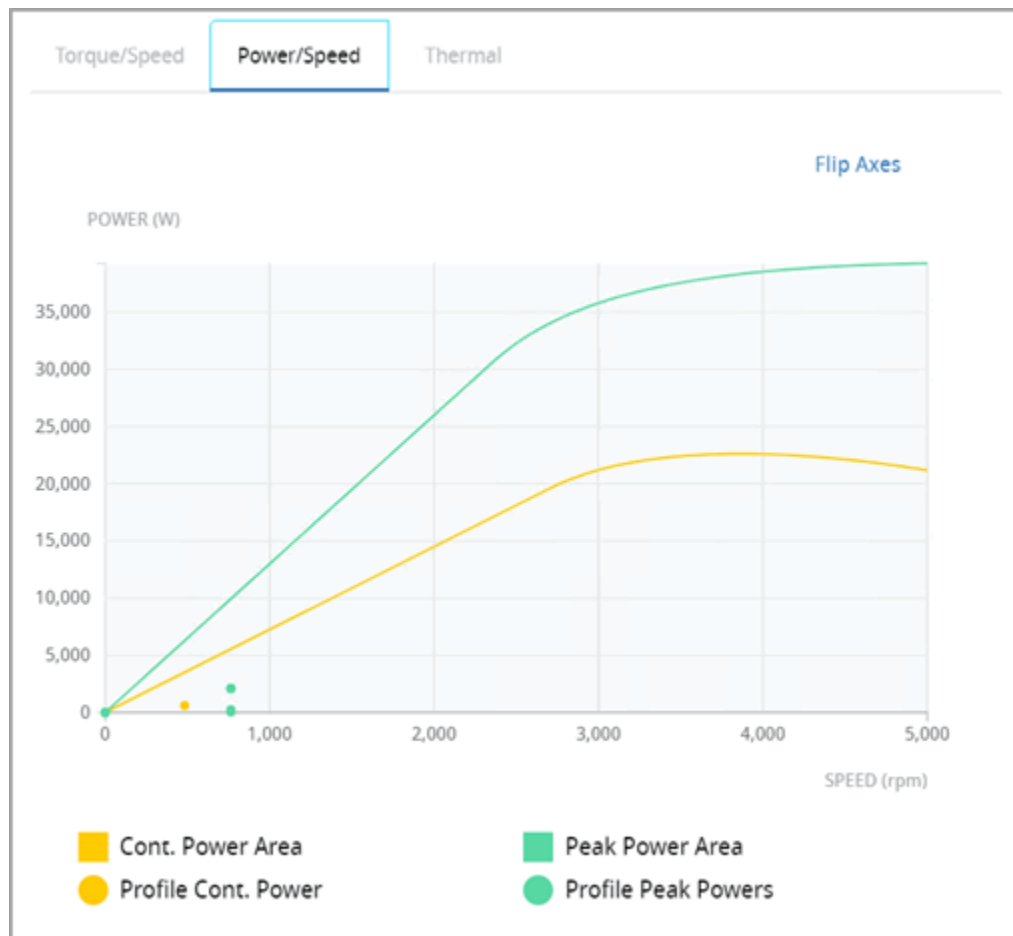 Torque/Speed Power/Speed Thermal
Flip Axes
POWER (W)
35,000
30,000
25,000
20,000
15,000
10,000
5,000
0
0 1,000 2,000 3,000 4,000 5,000
SPEED (rpm)
Cont. Power Area Peak Power Area
Profile Cont. Power Profile Peak Powers